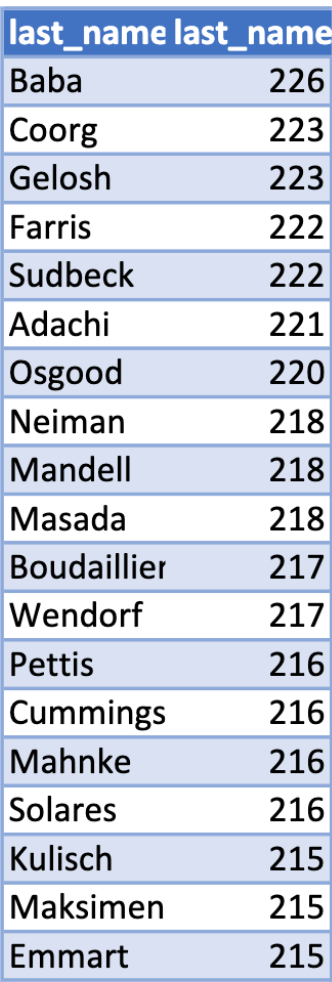 last_name last_name
Baba 226
Coorg 223
Gelosh 223
Farris 222
Sudbeck 222
Adachi 221
Osgood 220
Neiman 218
Mandell 218
Masada 218
Boudaillier 217
Wendorf 217
Pettis 216
Cummings 216
Mahnke 216
Solares 216
Kulisch 215
Maksimen 215
Emmart 215